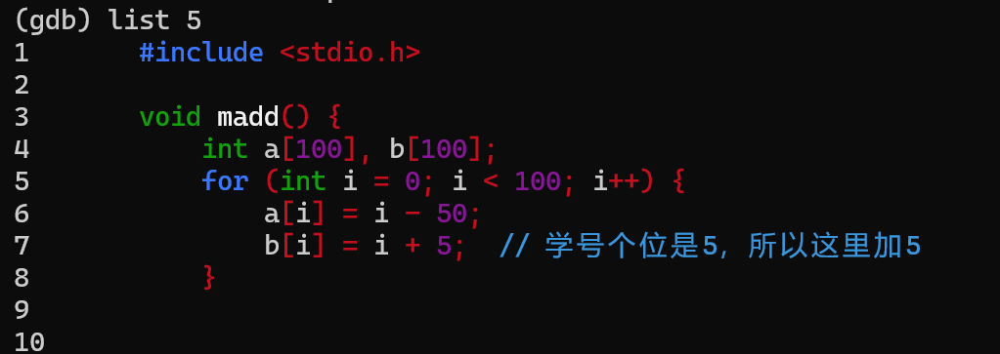 (gdb) list 5
1       #include <stdio.h>
2
3       void madd() {
4           int a[100], b[100];
5           for (int i = 0; i < 100; i++) {
6               a[i] = i - 50;
7               b[i] = i + 5;  // 学号个位是5，所以这里加5
8           }
9
10